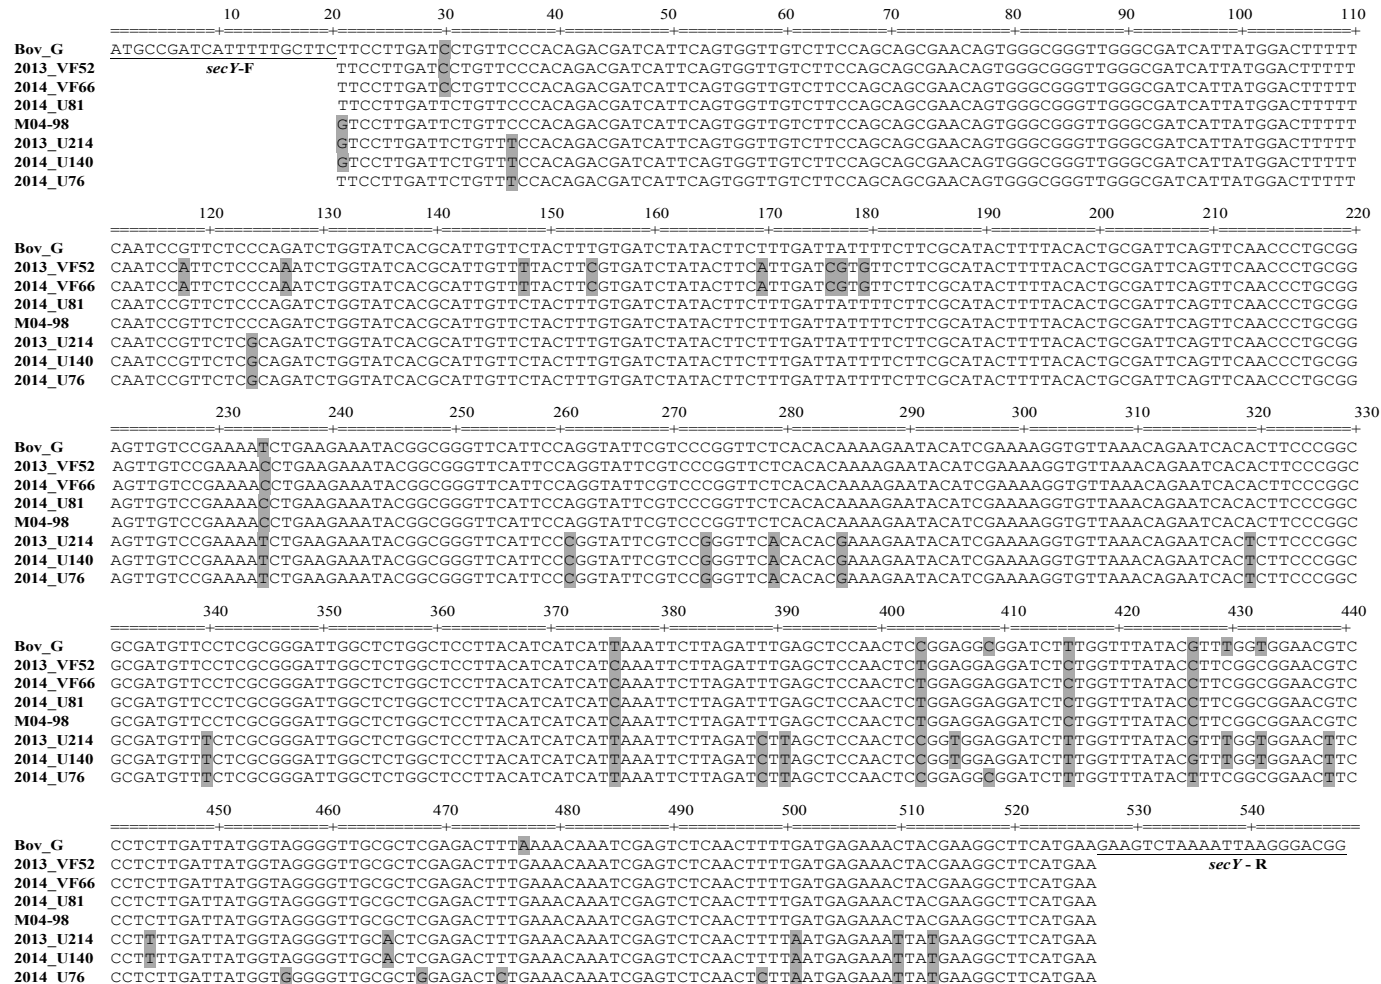 10 20 30 40 50 60 70 80 90 100 110
Bov_G ATGCCGATCATTTTTGCTTCTTCCTTGATCCTGTTCCCACAGACGATCATTCAGTGGTTGTCTTCCAGCAGCGAACAGTGGGCGGGTTGGGCGATCATTATGGACTTTTT
2013_VF52 TTCCTTGATCCTGTTCCCACAGACGATCATTCAGTGGTTGTCTTCCAGCAGCGAACAGTGGGCGGGTTGGGCGATCATTATGGACTTTTT
secY-F
2014_VF66 TTCCTTGATCCTGTTCCCACAGACGATCATTCAGTGGTTGTCTTCCAGCAGCGAACAGTGGGCGGGTTGGGCGATCATTATGGACTTTTT
2014_U81 TTCCTTGATTCTGTTCCCACAGACGATCATTCAGTGGTTGTCTTCCAGCAGCGAACAGTGGGCGGGTTGGGCGATCATTATGGACTTTTT
M04-98 GTCCTTGATTCTGTTCCCACAGACGATCATTCAGTGGTTGTCTTCCAGCAGCGAACAGTGGGCGGGTTGGGCGATCATTATGGACTTTTT
2013_U214 GTCCTTGATTCTGTTTCCACAGACGATCATTCAGTGGTTGTCTTCCAGCAGCGAACAGTGGGCGGGTTGGGCGATCATTATGGACTTTTT
2014_U140 GTCCTTGATTCTGTTTCCACAGACGATCATTCAGTGGTTGTCTTCCAGCAGCGAACAGTGGGCGGGTTGGGCGATCATTATGGACTTTTT
2014_U76 TTCCTTGATTCTGTTTCCACAGACGATCATTCAGTGGTTGTCTTCCAGCAGCGAACAGTGGGCGGGTTGGGCGATCATTATGGACTTTTT
120 130 140 150 160 170 180 190 200 210 220
Bov_G CAATCCGTTCTCCCAGATCTGGTATCACGCATTGTTCTACTTTGTGATCTATACTTCTTTGATTATTTTCTTCGCATACTTTTACACTGCGATTCAGTTCAACCCTGCGG
2013_VF52 CAATCCATTCTCCCAAATCTGGTATCACGCATTGTTTTACTTCGTGATCTATACTTCATTGATCGTGTTCTTCGCATACTTTTACACTGCGATTCAGTTCAACCCTGCGG
2014_VF66 CAATCCATTCTCCCAAATCTGGTATCACGCATTGTTTTACTTCGTGATCTATACTTCATTGATCGTGTTCTTCGCATACTTTTACACTGCGATTCAGTTCAACCCTGCGG
2014_U81 CAATCCGTTCTCCCAGATCTGGTATCACGCATTGTTCTACTTTGTGATCTATACTTCTTTGATTATTTTCTTCGCATACTTTTACACTGCGATTCAGTTCAACCCTGCGG
M04-98 CAATCCGTTCTCCCAGATCTGGTATCACGCATTGTTCTACTTTGTGATCTATACTTCTTTGATTATTTTCTTCGCATACTTTTACACTGCGATTCAGTTCAACCCTGCGG
2013_U214 CAATCCGTTCTCGCAGATCTGGTATCACGCATTGTTCTACTTTGTGATCTATACTTCTTTGATTATTTTCTTCGCATACTTTTACACTGCGATTCAGTTCAACCCTGCGG
2014_U140 CAATCCGTTCTCGCAGATCTGGTATCACGCATTGTTCTACTTTGTGATCTATACTTCTTTGATTATTTTCTTCGCATACTTTTACACTGCGATTCAGTTCAACCCTGCGG
2014_U76 CAATCCGTTCTCGCAGATCTGGTATCACGCATTGTTCTACTTTGTGATCTATACTTCTTTGATTATTTTCTTCGCATACTTTTACACTGCGATTCAGTTCAACCCTGCGG
230 240 250 260 270 280 290 300 310 320 330
Bov_G AGTTGTCCGAAAATCTGAAGAAATACGGCGGGTTCATTCCAGGTATTCGTCCCGGTTCTCACACAAAAGAATACATCGAAAAGGTGTTAAACAGAATCACACTTCCCGGC
2013_VF52 AGTTGTCCGAAAACCTGAAGAAATACGGCGGGTTCATTCCAGGTATTCGTCCCGGTTCTCACACAAAAGAATACATCGAAAAGGTGTTAAACAGAATCACACTTCCCGGC
2014_VF66 AGTTGTCCGAAAACCTGAAGAAATACGGCGGGTTCATTCCAGGTATTCGTCCCGGTTCTCACACAAAAGAATACATCGAAAAGGTGTTAAACAGAATCACACTTCCCGGC
2014_U81 AGTTGTCCGAAAACCTGAAGAAATACGGCGGGTTCATTCCAGGTATTCGTCCCGGTTCTCACACAAAAGAATACATCGAAAAGGTGTTAAACAGAATCACACTTCCCGGC
M04-98 AGTTGTCCGAAAACCTGAAGAAATACGGCGGGTTCATTCCAGGTATTCGTCCCGGTTCTCACACAAAAGAATACATCGAAAAGGTGTTAAACAGAATCACACTTCCCGGC
2013_U214 AGTTGTCCGAAAATCTGAAGAAATACGGCGGGTTCATTCCCGGTATTCGTCCGGGTTCACACACGAAAGAATACATCGAAAAGGTGTTAAACAGAATCACTCTTCCCGGC
2014_U140 AGTTGTCCGAAAATCTGAAGAAATACGGCGGGTTCATTCCCGGTATTCGTCCGGGTTCACACACGAAAGAATACATCGAAAAGGTGTTAAACAGAATCACTCTTCCCGGC
2014_U76 AGTTGTCCGAAAATCTGAAGAAATACGGCGGGTTCATTCCCGGTATTCGTCCGGGTTCACACACGAAAGAATACATCGAAAAGGTGTTAAACAGAATCACTCTTCCCGGC
340 350 360 370 380 390 400 410 420 430 440
Bov_G GCGATGTTCCTCGCGGGATTGGCTCTGGCTCCTTACATCATCATTAAATTCTTAGATTTGAGCTCCAACTCCGGAGGCGGATCTTTGGTTTATACGTTTGGTGGAACGTC
2013_VF52 GCGATGTTCCTCGCGGGATTGGCTCTGGCTCCTTACATCATCATCAAATTCTTAGATTTGAGCTCCAACTCTGGAGGAGGATCTCTGGTTTATACCTTCGGCGGAACGTC
2014_VF66 GCGATGTTCCTCGCGGGATTGGCTCTGGCTCCTTACATCATCATCAAATTCTTAGATTTGAGCTCCAACTCTGGAGGAGGATCTCTGGTTTATACCTTCGGCGGAACGTC
2014_U81 GCGATGTTCCTCGCGGGATTGGCTCTGGCTCCTTACATCATCATCAAATTCTTAGATTTGAGCTCCAACTCTGGAGGAGGATCTCTGGTTTATACCTTCGGCGGAACGTC
M04-98 GCGATGTTCCTCGCGGGATTGGCTCTGGCTCCTTACATCATCATCAAATTCTTAGATTTGAGCTCCAACTCTGGAGGAGGATCTCTGGTTTATACCTTCGGCGGAACGTC
2013_U214 GCGATGTTTCTCGCGGGATTGGCTCTGGCTCCTTACATCATCATTAAATTCTTAGATCTTAGCTCCAACTCCGGTGGAGGATCTTTGGTTTATACGTTTGGTGGAACTTC
2014_U140 GCGATGTTTCTCGCGGGATTGGCTCTGGCTCCTTACATCATCATTAAATTCTTAGATCTTAGCTCCAACTCCGGTGGAGGATCTTTGGTTTATACGTTTGGTGGAACTTC
2014_U76 GCGATGTTTCTCGCGGGATTGGCTCTGGCTCCTTACATCATCATTAAATTCTTAGATCTTAGCTCCAACTCCGGAGGCGGATCTTTGGTTTATACTTTCGGCGGAACTTC
450 460 470 480 490 500 510 520 530 540
Bov_G CCTCTTGATTATGGTAGGGGTTGCGCTCGAGACTTTAAAACAAATCGAGTCTCAACTTTTGATGAGAAACTACGAAGGCTTCATGAAGAAGTCTAAAATTAAGGGACGG
2013_VF52 CCTCTTGATTATGGTAGGGGTTGCGCTCGAGACTTTGAAACAAATCGAGTCTCAACTTTTGATGAGAAACTACGAAGGCTTCATGAA
secY - R
2014_VF66 CCTCTTGATTATGGTAGGGGTTGCGCTCGAGACTTTGAAACAAATCGAGTCTCAACTTTTGATGAGAAACTACGAAGGCTTCATGAA
2014_U81 CCTCTTGATTATGGTAGGGGTTGCGCTCGAGACTTTGAAACAAATCGAGTCTCAACTTTTGATGAGAAACTACGAAGGCTTCATGAA
M04-98 CCTCTTGATTATGGTAGGGGTTGCGCTCGAGACTTTGAAACAAATCGAGTCTCAACTTTTGATGAGAAACTACGAAGGCTTCATGAA
2013_U214 CCTTTTGATTATGGTAGGGGTTGCACTCGAGACTTTGAAACAAATCGAGTCTCAACTTTTAATGAGAAATTATGAAGGCTTCATGAA
2014_U140 CCTTTTGATTATGGTAGGGGTTGCACTCGAGACTTTGAAACAAATCGAGTCTCAACTTTTAATGAGAAATTATGAAGGCTTCATGAA
2014_U76 CCTCTTGATTATGGTGGGGGTTGCGCTGGAGACTCTGAAACAAATCGAGTCTCAACTCTTAATGAGAAATTATGAAGGCTTCATGAA